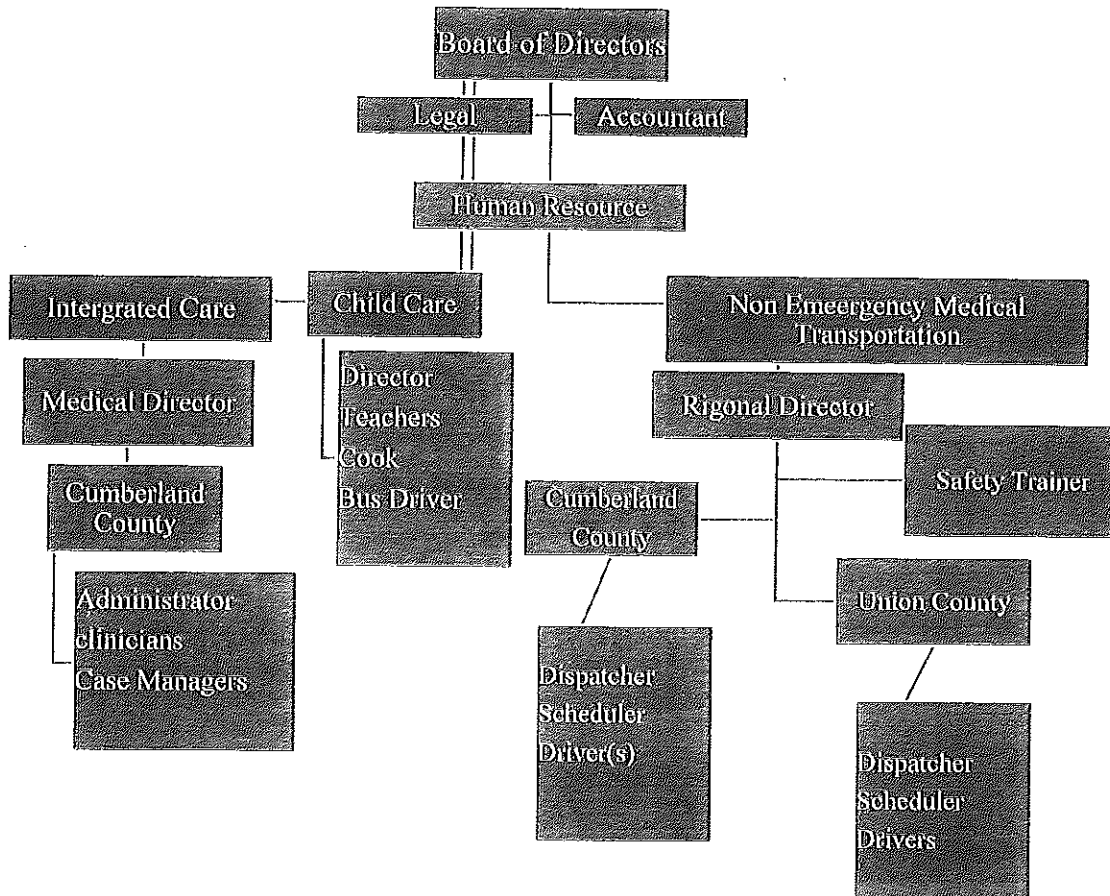 Board of Directors
Legal
Accountant
Human Resource
Intergrated Care
Child Care
Non Emeergency Medical
Transportation
Medical Director
Director
Teachers
Cook
Bus Driver
Rigonal Director
Safety Trainer
Cumberland
County
Cumberland
County
Union County
Administrator
clinicians
Case Managers
Dispatcher
Scheduler
Driver(s)
Dispatcher
Scheduler
Drivers